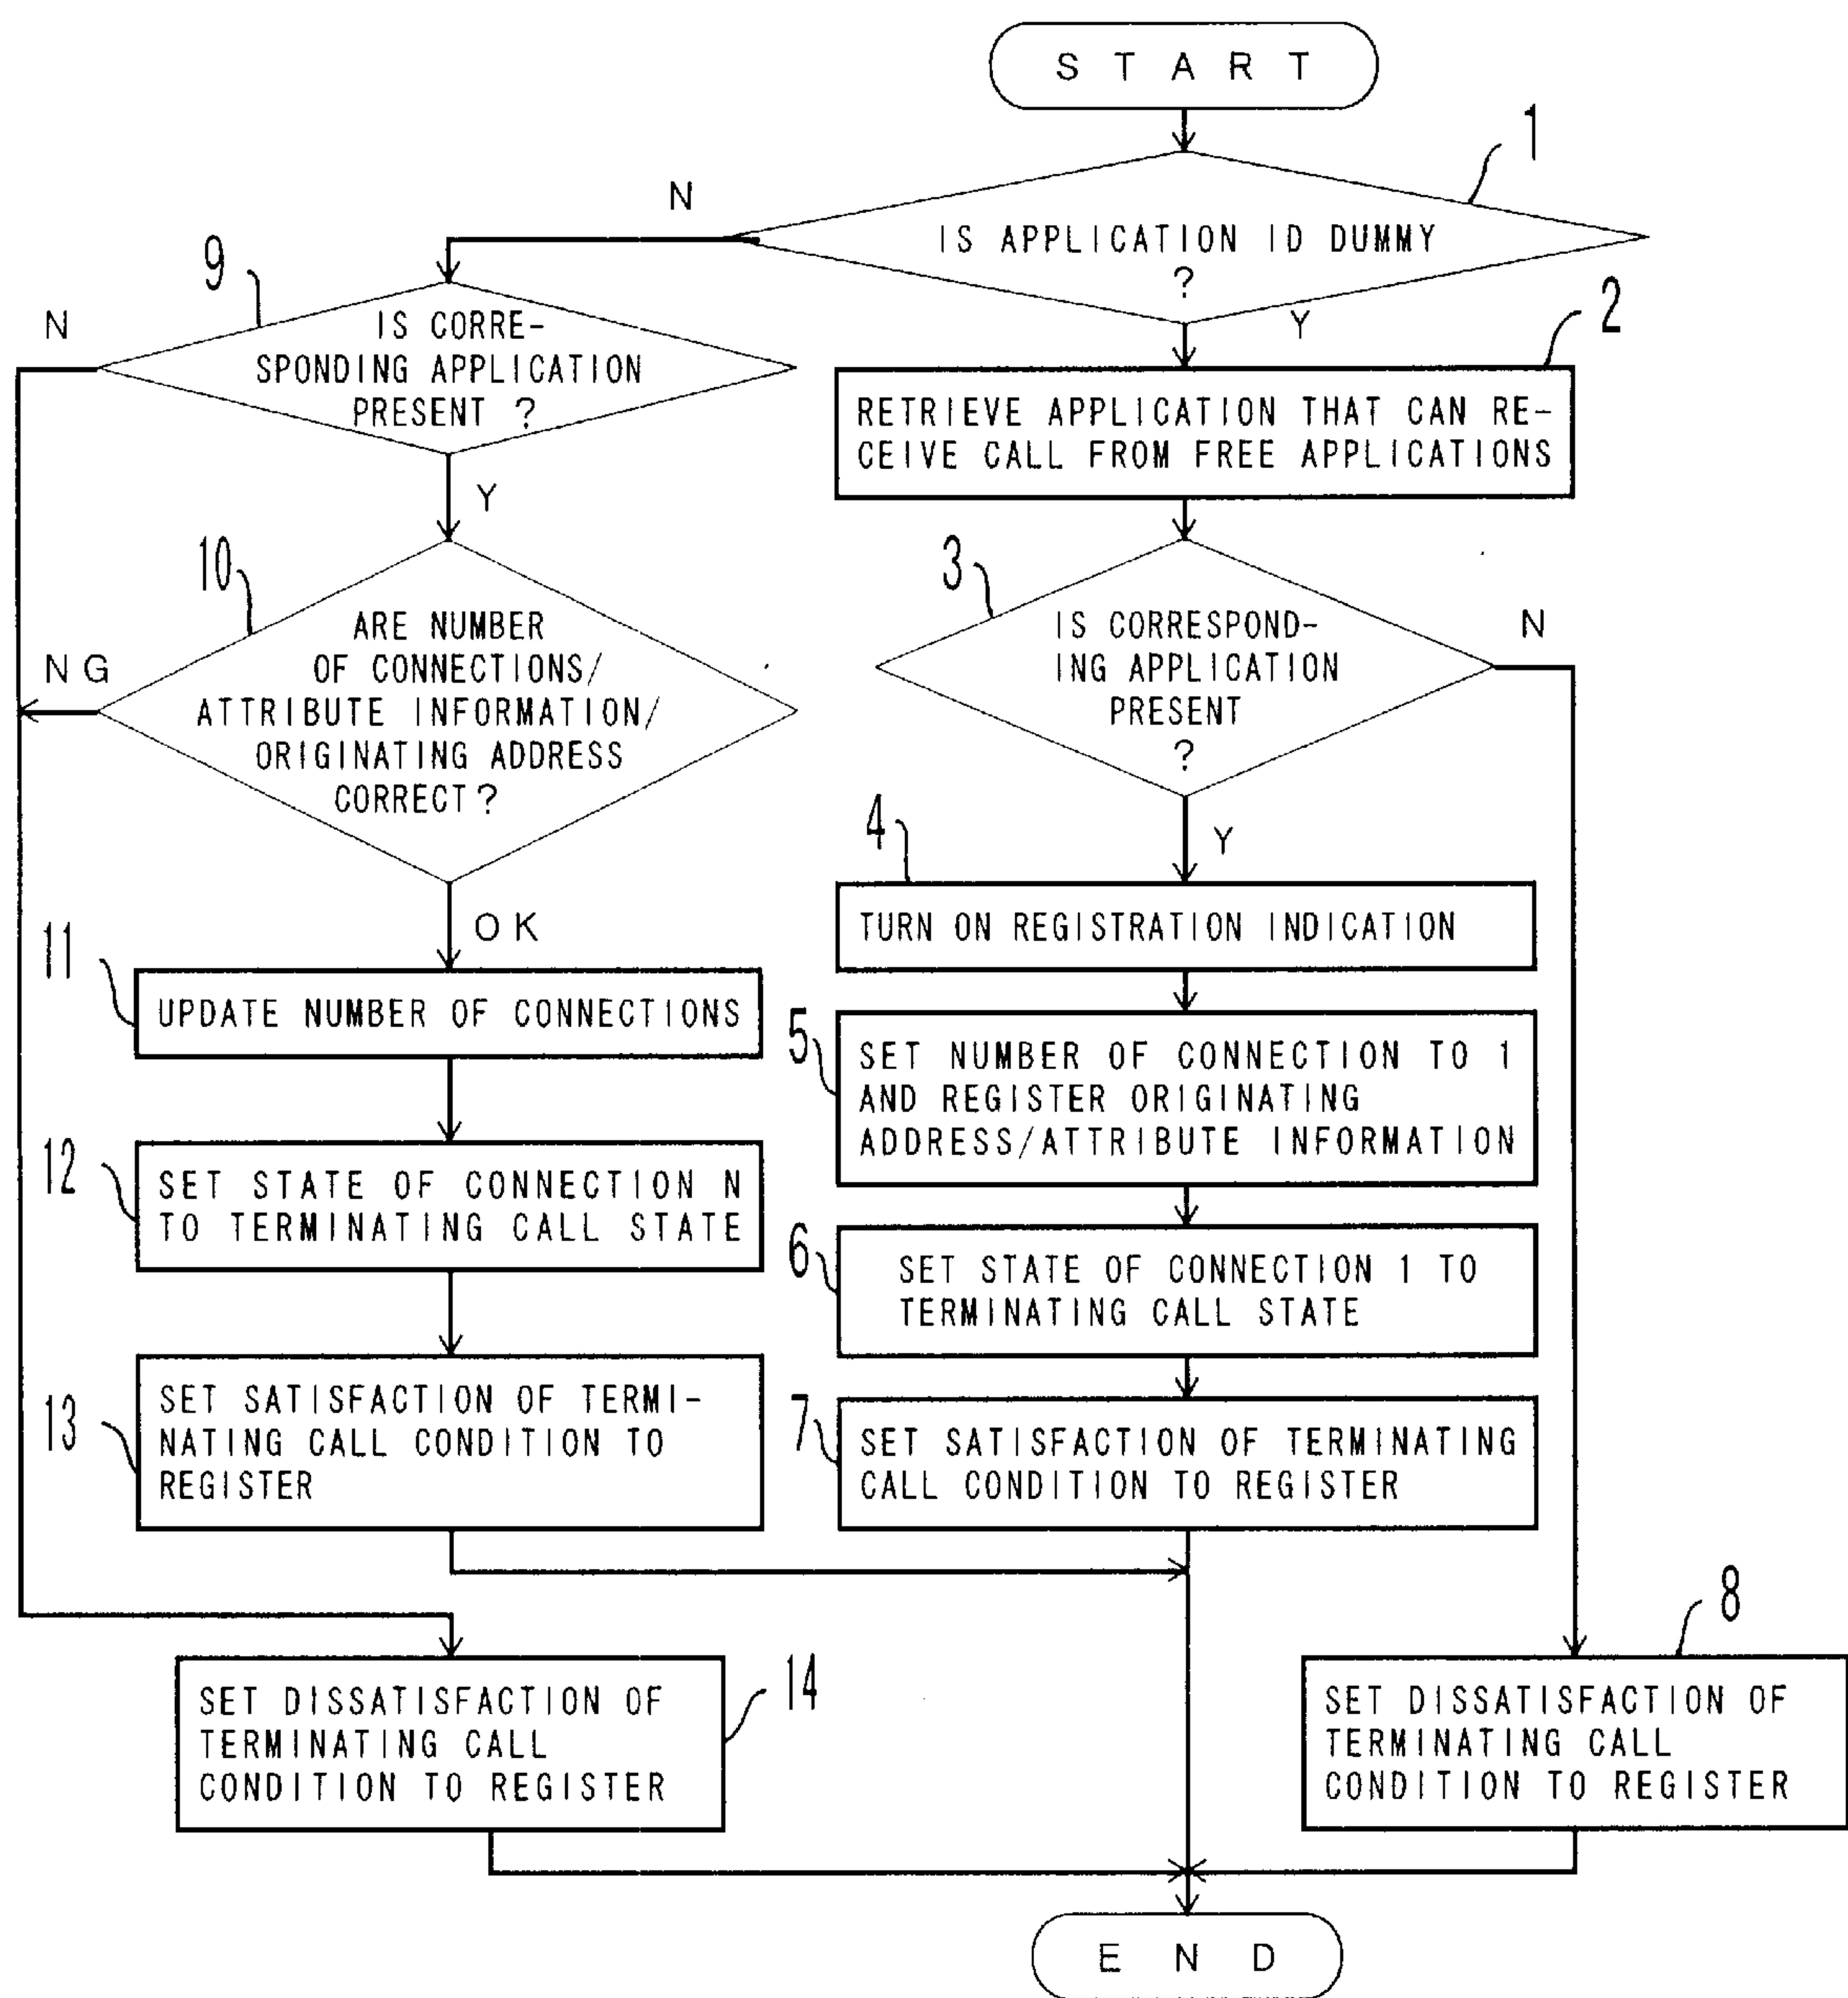 START
1
IS APPLICATION ID DUMMY
?
N
Y
2
RETRIEVE APPLICATION THAT CAN RE-
CEIVE CALL FROM FREE APPLICATIONS
3
IS CORRESPOND-
ING APPLICATION
PRESENT
?
N
Y
4
TURN ON REGISTRATION INDICATION
5
SET NUMBER OF CONNECTION TO 1
AND REGISTER ORIGINATING
ADDRESS/ATTRIBUTE INFORMATION
6
SET STATE OF CONNECTION 1 TO
TERMINATING CALL STATE
7
SET SATISFACTION OF TERMINATING
CALL CONDITION TO REGISTER
8
SET DISSATISFACTION OF
TERMINATING CALL
CONDITION TO REGISTER
9
IS CORRE-
SPONDING APPLICATION
PRESENT ?
N
Y
10
ARE NUMBER
OF CONNECTIONS/
ATTRIBUTE INFORMATION/
ORIGINATING ADDRESS
CORRECT?
NG
OK
11
UPDATE NUMBER OF CONNECTIONS
12
SET STATE OF CONNECTION N
TO TERMINATING CALL STATE
13
SET SATISFACTION OF TERMI-
NATING CALL CONDITION TO
REGISTER
14
SET DISSATISFACTION OF
TERMINATING CALL
CONDITION TO REGISTER
END